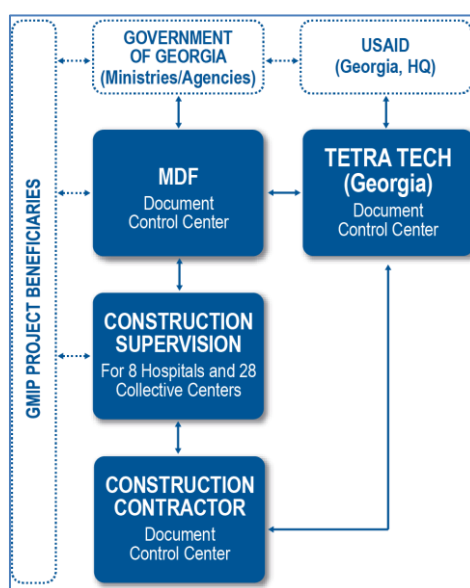 GMIP PROJECT BENEFICIARIES
GOVERNMENT
OF GEORGIA
(Ministries/Agencies)
USAID
(Georgia, HQ)
MDF
Document
Control Center
TETRA TECH
(Georgia)
Document
Control Center
CONSTRUCTION
SUPERVISION
For 8 Hospitals and 28
Collective Centers
CONSTRUCTION
CONTRACTOR
Document
Control Center